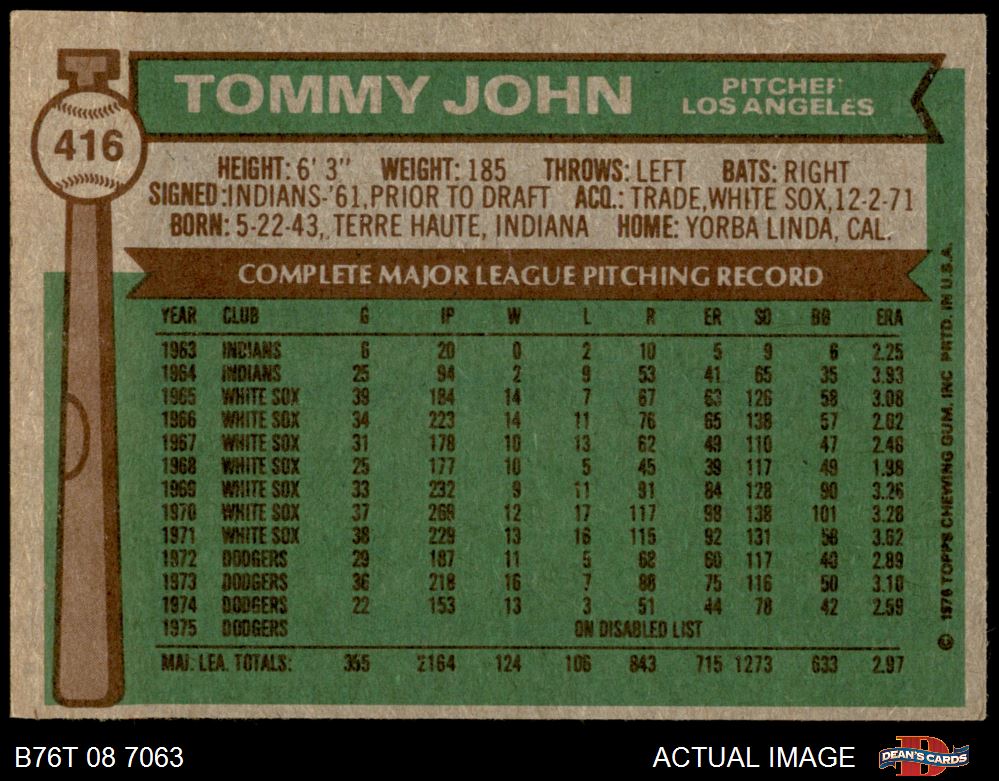 TOMMY JOHN
PITCHER
LOS ANGELES
416
HEIGHT: 6' 3" WEIGHT: 185 THROWS: LEFT BATS: RIGHT
SIGNED: INDIANS-'61, PRIOR TO DRAFT ACQ.: TRADE, WHITE SOX, 12-2-71
BORN: 5-22-43, TERRE HAUTE, INDIANA HOME: YORBA LINDA, CAL.
COMPLETE MAJOR LEAGUE PITCHING RECORD
YEAR CLUB G IP W L R ER SO BB ERA
1963 INDIANS 6 20 0 2 10 5 9 6 2.25
1964 INDIANS 25 94 2 9 53 41 65 35 3.93
1965 WHITE SOX 39 184 14 7 67 63 126 58 3.08
1966 WHITE SOX 34 223 14 11 76 65 138 57 2.62
1967 WHITE SOX 31 178 10 13 62 49 110 47 2.48
1968 WHITE SOX 25 177 10 5 45 39 117 49 1.98
1969 WHITE SOX 33 232 9 11 91 84 128 90 3.26
1970 WHITE SOX 37 269 12 17 117 98 138 101 3.28
1971 WHITE SOX 38 229 13 16 115 92 131 58 3.62
1972 DODGERS 29 187 11 5 68 60 117 40 2.89
1973 DODGERS 36 218 16 7 88 75 116 50 3.10
1974 DODGERS 22 153 13 3 51 44 78 42 2.59
1975 DODGERS ON DISABLED LIST
MAJ. LEA. TOTALS: 355 2164 124 106 843 715 1273 633 2.97
© 1976 TOPPS CHEWING GUM, INC PRTD. IN U.S.A.
B76T 08 7063 ACTUAL IMAGE DEAN'S CARDS